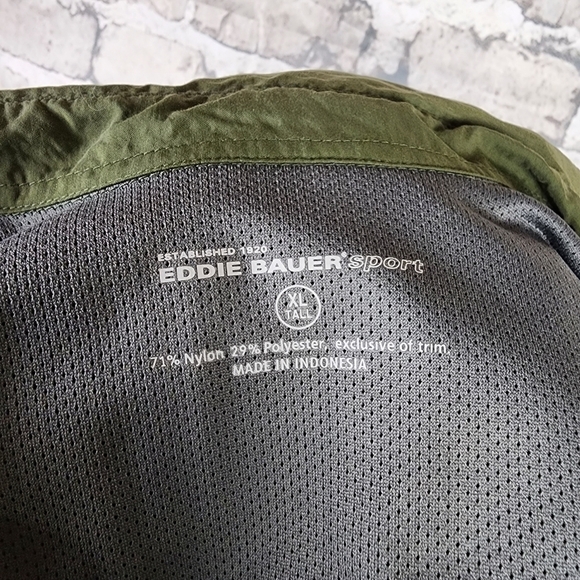 ESTABLISHED 1920
EDDIE BAUER® sport
XL
TALL
71% Nylon 29% Polyester, exclusive of trim.
MADE IN INDONESIA